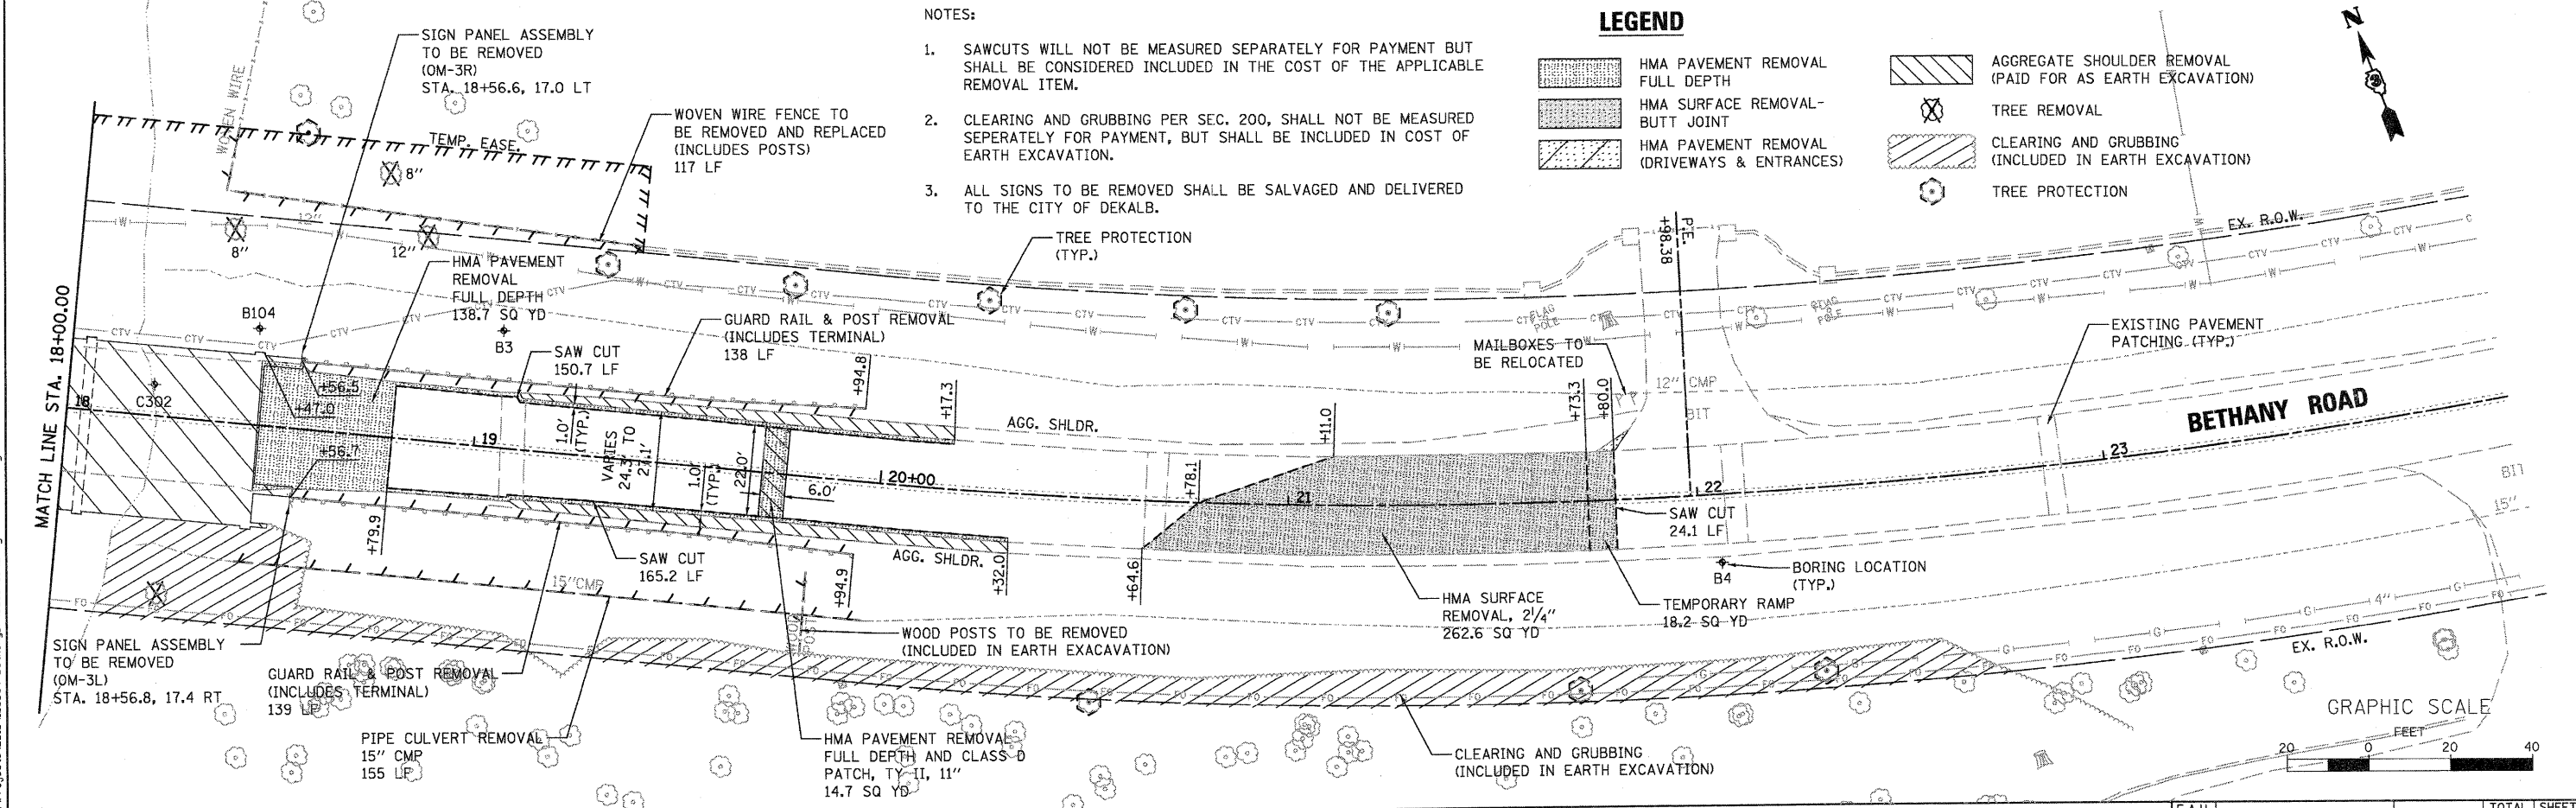 NOTES:
1. SAWCUTS WILL NOT BE MEASURED SEPARATELY FOR PAYMENT BUT
SHALL BE CONSIDERED INCLUDED IN THE COST OF THE APPLICABLE
REMOVAL ITEM.
2. CLEARING AND GRUBBING PER SEC. 200, SHALL NOT BE MEASURED
SEPERATELY FOR PAYMENT, BUT SHALL BE INCLUDED IN COST OF
EARTH EXCAVATION.
3. ALL SIGNS TO BE REMOVED SHALL BE SALVAGED AND DELIVERED
TO THE CITY OF DEKALB.
LEGEND
HMA PAVEMENT REMOVAL
FULL DEPTH
HMA SURFACE REMOVAL-
BUTT JOINT
HMA PAVEMENT REMOVAL
(DRIVEWAYS & ENTRANCES)
AGGREGATE SHOULDER REMOVAL
(PAID FOR AS EARTH EXCAVATION)
TREE REMOVAL
CLEARING AND GRUBBING
(INCLUDED IN EARTH EXCAVATION)
TREE PROTECTION
N
SIGN PANEL ASSEMBLY
TO BE REMOVED
(OM-3R)
STA. 18+56.6, 17.0 LT
WOVEN WIRE
TEMP. EASE.
WOVEN WIRE FENCE TO
BE REMOVED AND REPLACED
(INCLUDES POSTS)
117 LF
8"
12"
8"
12"
HMA PAVEMENT
REMOVAL
FULL DEPTH
138.7 SQ YD
TREE PROTECTION
(TYP.)
P.E.
+98.38
EX. R.O.W.
MATCH LINE STA. 18+00.00
B104
B3
C302
SAW CUT
150.7 LF
GUARD RAIL & POST REMOVAL
(INCLUDES TERMINAL)
138 LF
+94.8
+17.3
AGG. SHLDR.
MAILBOXES TO
BE RELOCATED
FLAG
POLE
FLAG
POLE
12" CMP
BIT
EXISTING PAVEMENT
PATCHING (TYP.)
BETHANY ROAD
+56.5
+47.0
+56.7
+79.9
18
19
20+00
21
22
23
1.0'
(TYP.)
VARIES
24.3' TO
27.1'
1.0'
(TYP.)
22.0'
6.0'
+78.1
+11.0
+73.3
+80.0
+64.6
SAW CUT
24.1 LF
SAW CUT
165.2 LF
+94.9
AGG. SHLDR.
+32.0
15"CMP
WOOD
POST
WOOD POSTS TO BE REMOVED
(INCLUDED IN EARTH EXACAVATION)
HMA SURFACE
REMOVAL, 2¼"
262.6 SQ YD
TEMPORARY RAMP
18.2 SQ YD
B4
BORING LOCATION
(TYP.)
BIT
15"
4"
EX. R.O.W.
SIGN PANEL ASSEMBLY
TO BE REMOVED
(OM-3L)
STA. 18+56.8, 17.4 RT
GUARD RAIL & POST REMOVAL
(INCLUDES TERMINAL)
139 LF
PIPE CULVERT REMOVAL
15" CMP
155 LF
HMA PAVEMENT REMOVAL
FULL DEPTH AND CLASS D
PATCH, TY II, 11"
14.7 SQ YD
CLEARING AND GRUBBING
(INCLUDED IN EARTH EXCAVATION)
GRAPHIC SCALE
FEET
20 0 20 40
TOTAL SHEET